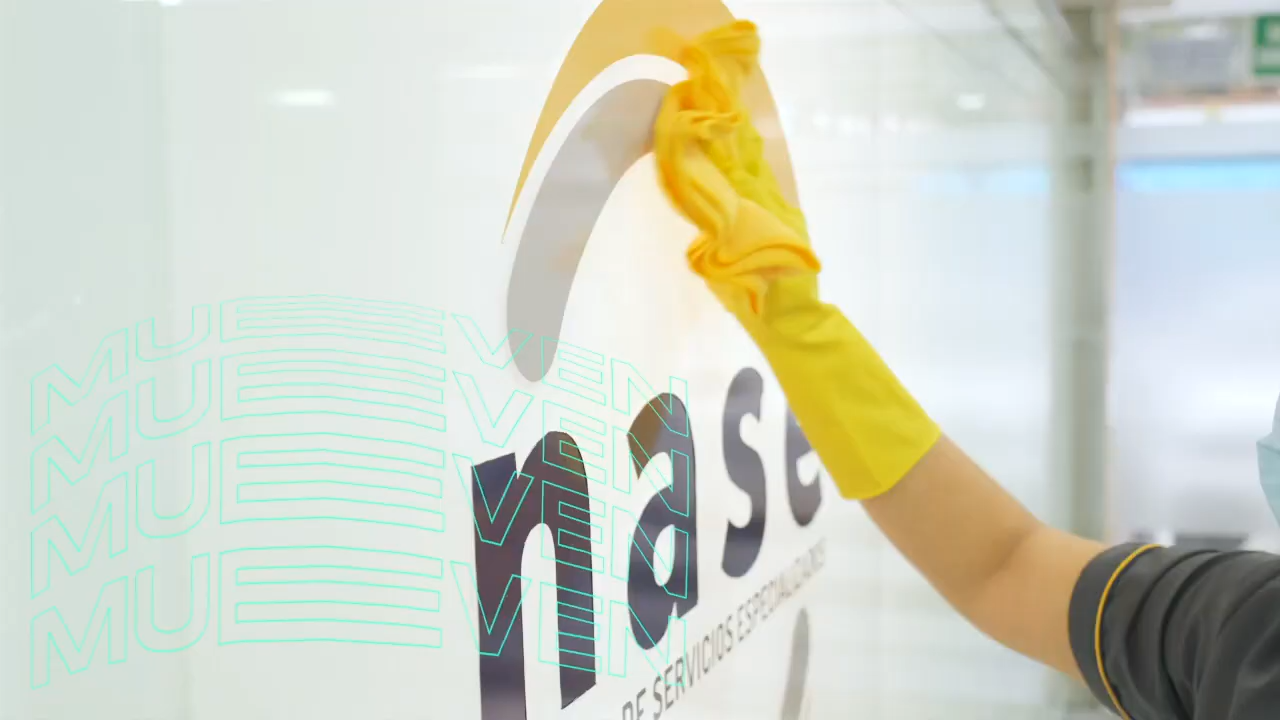 MUEVEN
MUEVEN
MUEVEN
MUEVEN
nase
DE SERVICIOS ESPECIALIZADOS